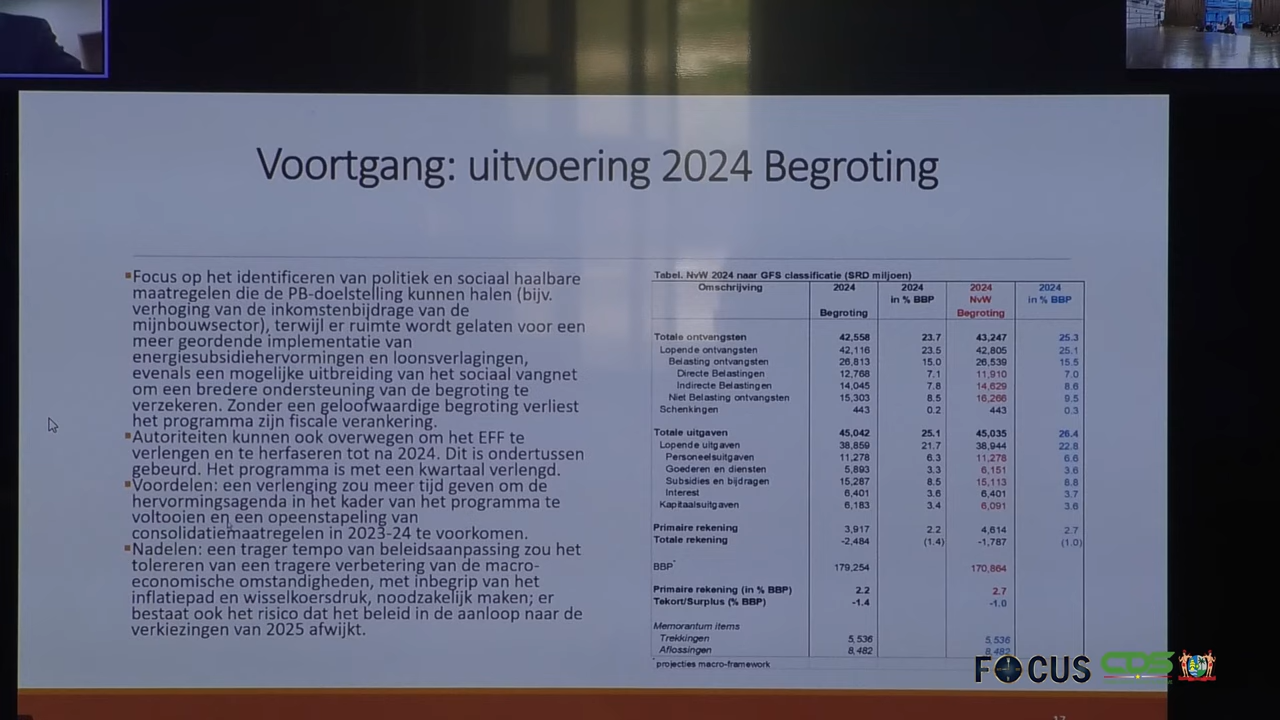 Voortgang: uitvoering 2024 Begroting
▪Focus op het identificeren van politiek en sociaal haalbare
maatregelen die de PB-doelstelling kunnen halen (bijv.
verhoging van de inkomstenbijdrage van de
mijnbouwsector), terwijl er ruimte wordt gelaten voor een
meer geordende implementatie van
energiesubsidiehervormingen en loonsverlagingen,
evenals een mogelijke uitbreiding van het sociaal vangnet
om een bredere ondersteuning van de begroting te
verzekeren. Zonder een geloofwaardige begroting verliest
het programma zijn fiscale verankering.
▪Autoriteiten kunnen ook overwegen om het EFF te
verlengen en te herfaseren tot na 2024. Dit is ondertussen
gebeurd. Het programma is met een kwartaal verlengd.
▪Voordelen: een verlenging zou meer tijd geven om de
hervormingsagenda in het kader van het programma te
voltooien en een opeenstapeling van
consolidatiemaatregelen in 2023-24 te voorkomen.
▪Nadelen: een trager tempo van beleidsaanpassing zou het
tolereren van een tragere verbetering van de macro-
economische omstandigheden, met inbegrip van het
inflatiepad en wisselkoersdruk, noodzakelijk maken; er
bestaat ook het risico dat het beleid in de aanloop naar de
verkiezingen van 2025 afwijkt.
Tabel. NvW 2024 naar GFS classificatie (SRD miljoen)
Omschrijving 2024 2024 2024 2024
in % BBP NvW in % BBP
Begroting Begroting
Totale ontvangsten 42,558 23.7 43,247 25.3
Lopende ontvangsten 42,116 23.5 42,805 25.1
Belasting ontvangsten 26,813 15.0 26,539 15.5
Directe Belastingen 12,768 7.1 11,910 7.0
Indirecte Belastingen 14,045 7.8 14,629 8.6
Niet Belasting ontvangsten 15,303 8.5 16,266 9.5
Schenkingen 443 0.2 443 0.3
Totale uitgaven 45,042 25.1 45,035 26.4
Lopende uitgaven 38,859 21.7 38,944 22.8
Personeelsuitgaven 11,278 6.3 11,278 6.6
Goederen en diensten 5,893 3.3 6,151 3.6
Subsidies en bijdragen 15,287 8.5 15,113 8.8
Interest 6,401 3.6 6,401 3.7
Kapitaalsuitgaven 6,183 3.4 6,091 3.6
Primaire rekening 3,917 2.2 4,614 2.7
Totale rekening -2,484 (1.4) -1,787 (1.0)
BBP* 179,254 170,864
Primaire rekening (in % BBP) 2.2 2.7
Tekort/Surplus (% BBP) -1.4 -1.0
Memorantum items
Trekkingen 5,536 5,536
Aflossingen 8,482 8,482
* projecties macro-framework
FOCUS CDS